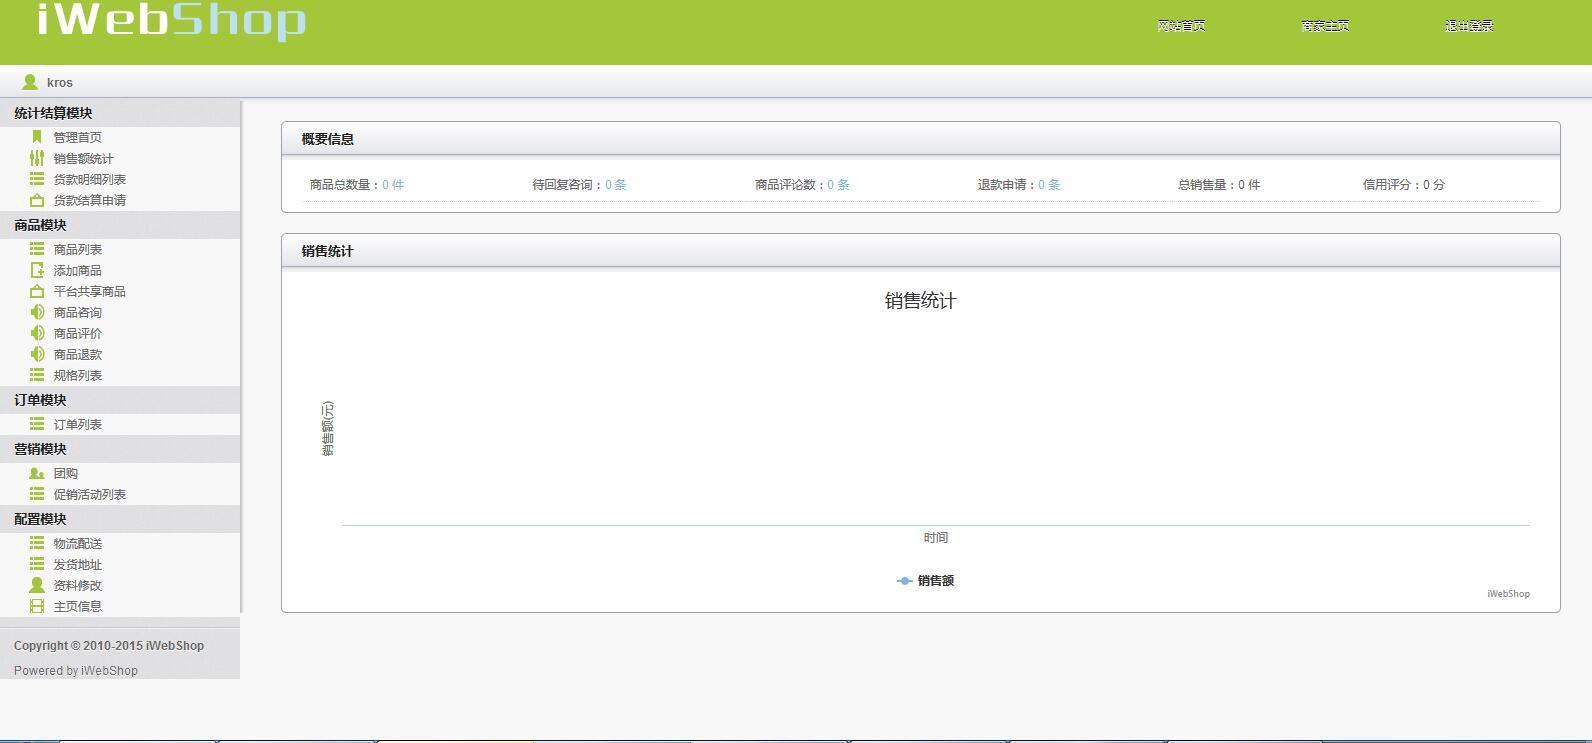 iWebShop
网站首页 商家主页 退出登录
kros
统计结算模块
管理首页
销售额统计
货款明细列表
货款结算申请
商品模块
商品列表
添加商品
平台共享商品
商品咨询
商品评价
商品退款
规格列表
订单模块
订单列表
营销模块
团购
促销活动列表
配置模块
物流配送
发货地址
资料修改
主页信息
Copyright © 2010-2015 iWebShop
Powered by iWebShop
概要信息
商品总数量：0 件 待回复咨询：0 条 商品评论数：0 条 退款申请：0 条 总销售量：0 件 信用评分：0 分
销售统计
销售统计
销售额(元)
时间
销售额
iWebShop